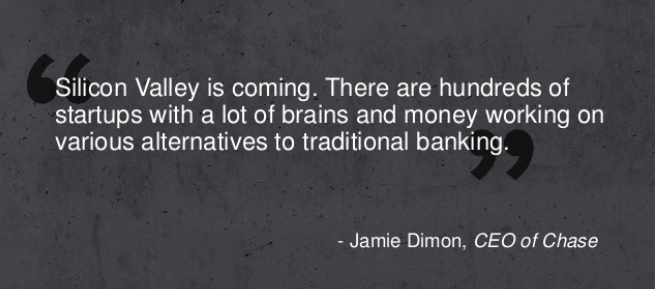 Silicon Valley is coming. There are hundreds of
startups with a lot of brains and money working on
various alternatives to traditional banking.
- Jamie Dimon, CEO of Chase